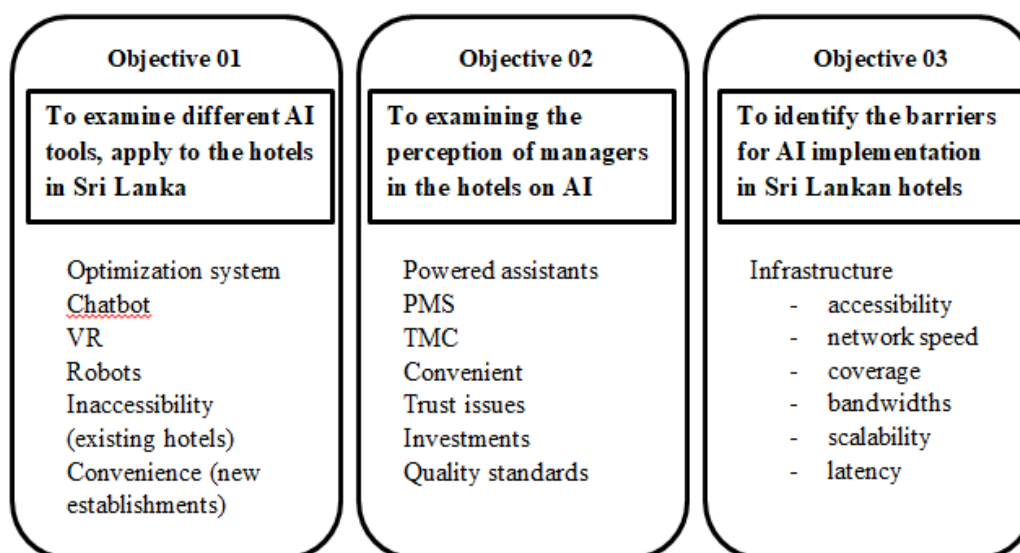 Objective 01
To examine different AI
tools, apply to the hotels
in Sri Lanka
Optimization system
Chatbot
VR
Robots
Inaccessibility
(existing hotels)
Convenience (new
establishments)
Objective 02
To examining the
perception of managers
in the hotels on AI
Powered assistants
PMS
TMC
Convenient
Trust issues
Investments
Quality standards
Objective 03
To identify the barriers
for AI implementation
in Sri Lankan hotels
Infrastructure
- accessibility
- network speed
- coverage
- bandwidths
- scalability
- latency